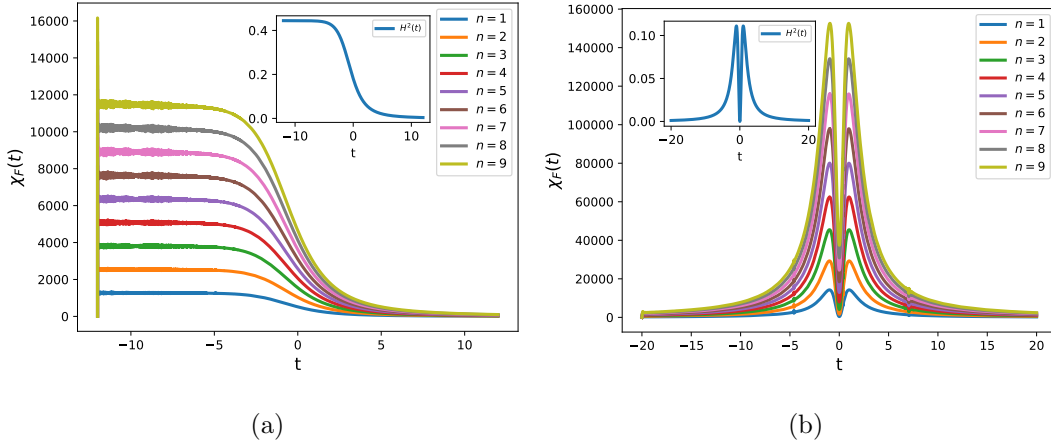 t
−10
0
10
0.0
0.2
0.4
H²(t)
n = 1
n = 2
n = 3
n = 4
n = 5
n = 6
n = 7
n = 8
n = 9
χ_F(t)
16000
14000
12000
10000
8000
6000
4000
2000
0
−10
−5
0
5
10
t
(a)
160000
140000
120000
100000
80000
60000
40000
20000
0
χ_F(t)
0.10
0.05
0.00
H²(t)
−20
0
20
t
n = 1
n = 2
n = 3
n = 4
n = 5
n = 6
n = 7
n = 8
n = 9
−20
−15
−10
−5
0
5
10
15
20
t
(b)